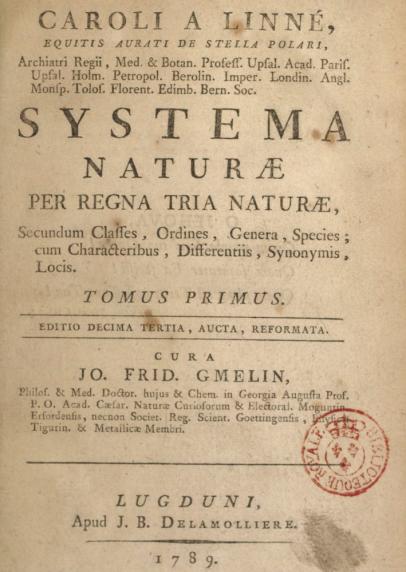 CAROLI A LINNÉ,
EQUITIS AURATI DE STELLA POLARI,
Archiatri Regii, Med. & Botan. Profeſſ. Upſal. Acad. Pariſ.
Upſal. Holm. Petropol. Berolin. Imper. Londin. Angl.
Monſp. Toloſ. Florent. Edimb. Bern. Soc.
SYSTEMA
NATURÆ
PER REGNA TRIA NATURÆ,
Secundum Claſſes, Ordines, Genera, Species;
cum Characteribus, Differentiis, Synonymis,
Locis.
TOMUS PRIMUS.
EDITIO DECIMA TERTIA, AUCTA, REFORMATA.
CURA
JO. FRID. GMELIN,
Philoſ. & Med. Doctor. hujus & Chem. in Georgia Auguſta Prof.
P. O. Acad. Cæſar. Naturæ Curioſorum & Electoral. Moguntin.
Erfordenſis, necnon Societ. Reg. Scient. Goettingenſis, Phyſicæ
Tigurin. & Metallicæ Membri.
BIBLIOTEQUE ROYALE
LUGDUNI,
Apud J. B. DELAMOLLIERE.
1789.